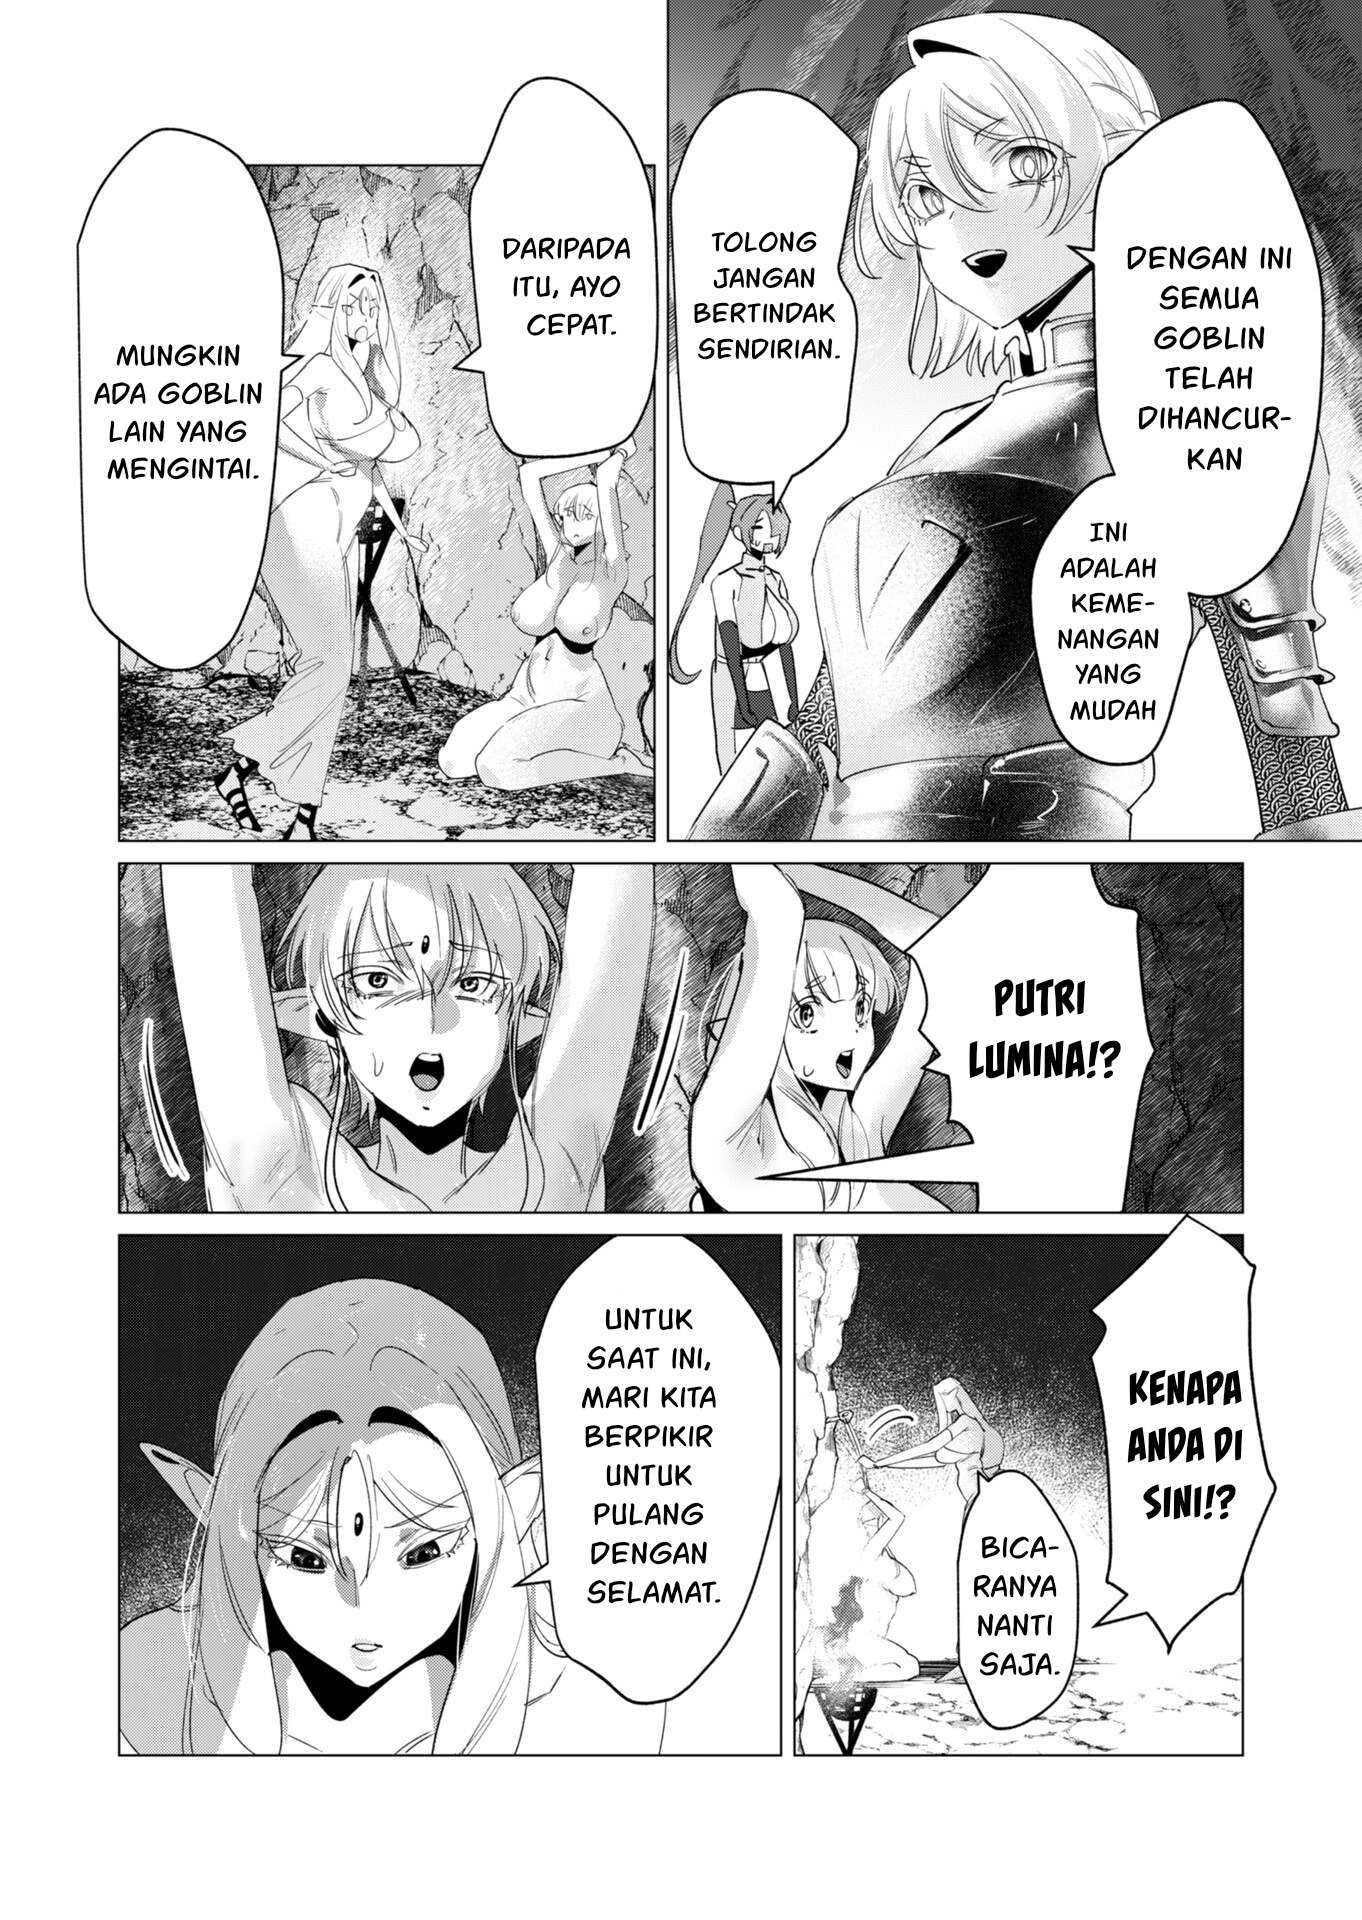 DENGAN INI
SEMUA
GOBLIN
TELAH
DIHANCUR-
KAN
INI
ADALAH
KEME-
NANGAN
YANG
MUDAH
TOLONG
JANGAN
BERTINDAK
SENDIRIAN.
DARIPADA
ITU, AYO
CEPAT.
MUNGKIN
ADA GOBLIN
LAIN YANG
MENGINTAI.
PUTRI
LUMINA!?
KENAPA
ANDA DI
SINI!?
BICA-
RANYA
NANTI
SAJA.
UNTUK
SAAT INI,
MARI KITA
BERPIKIR
UNTUK
PULANG
DENGAN
SELAMAT.